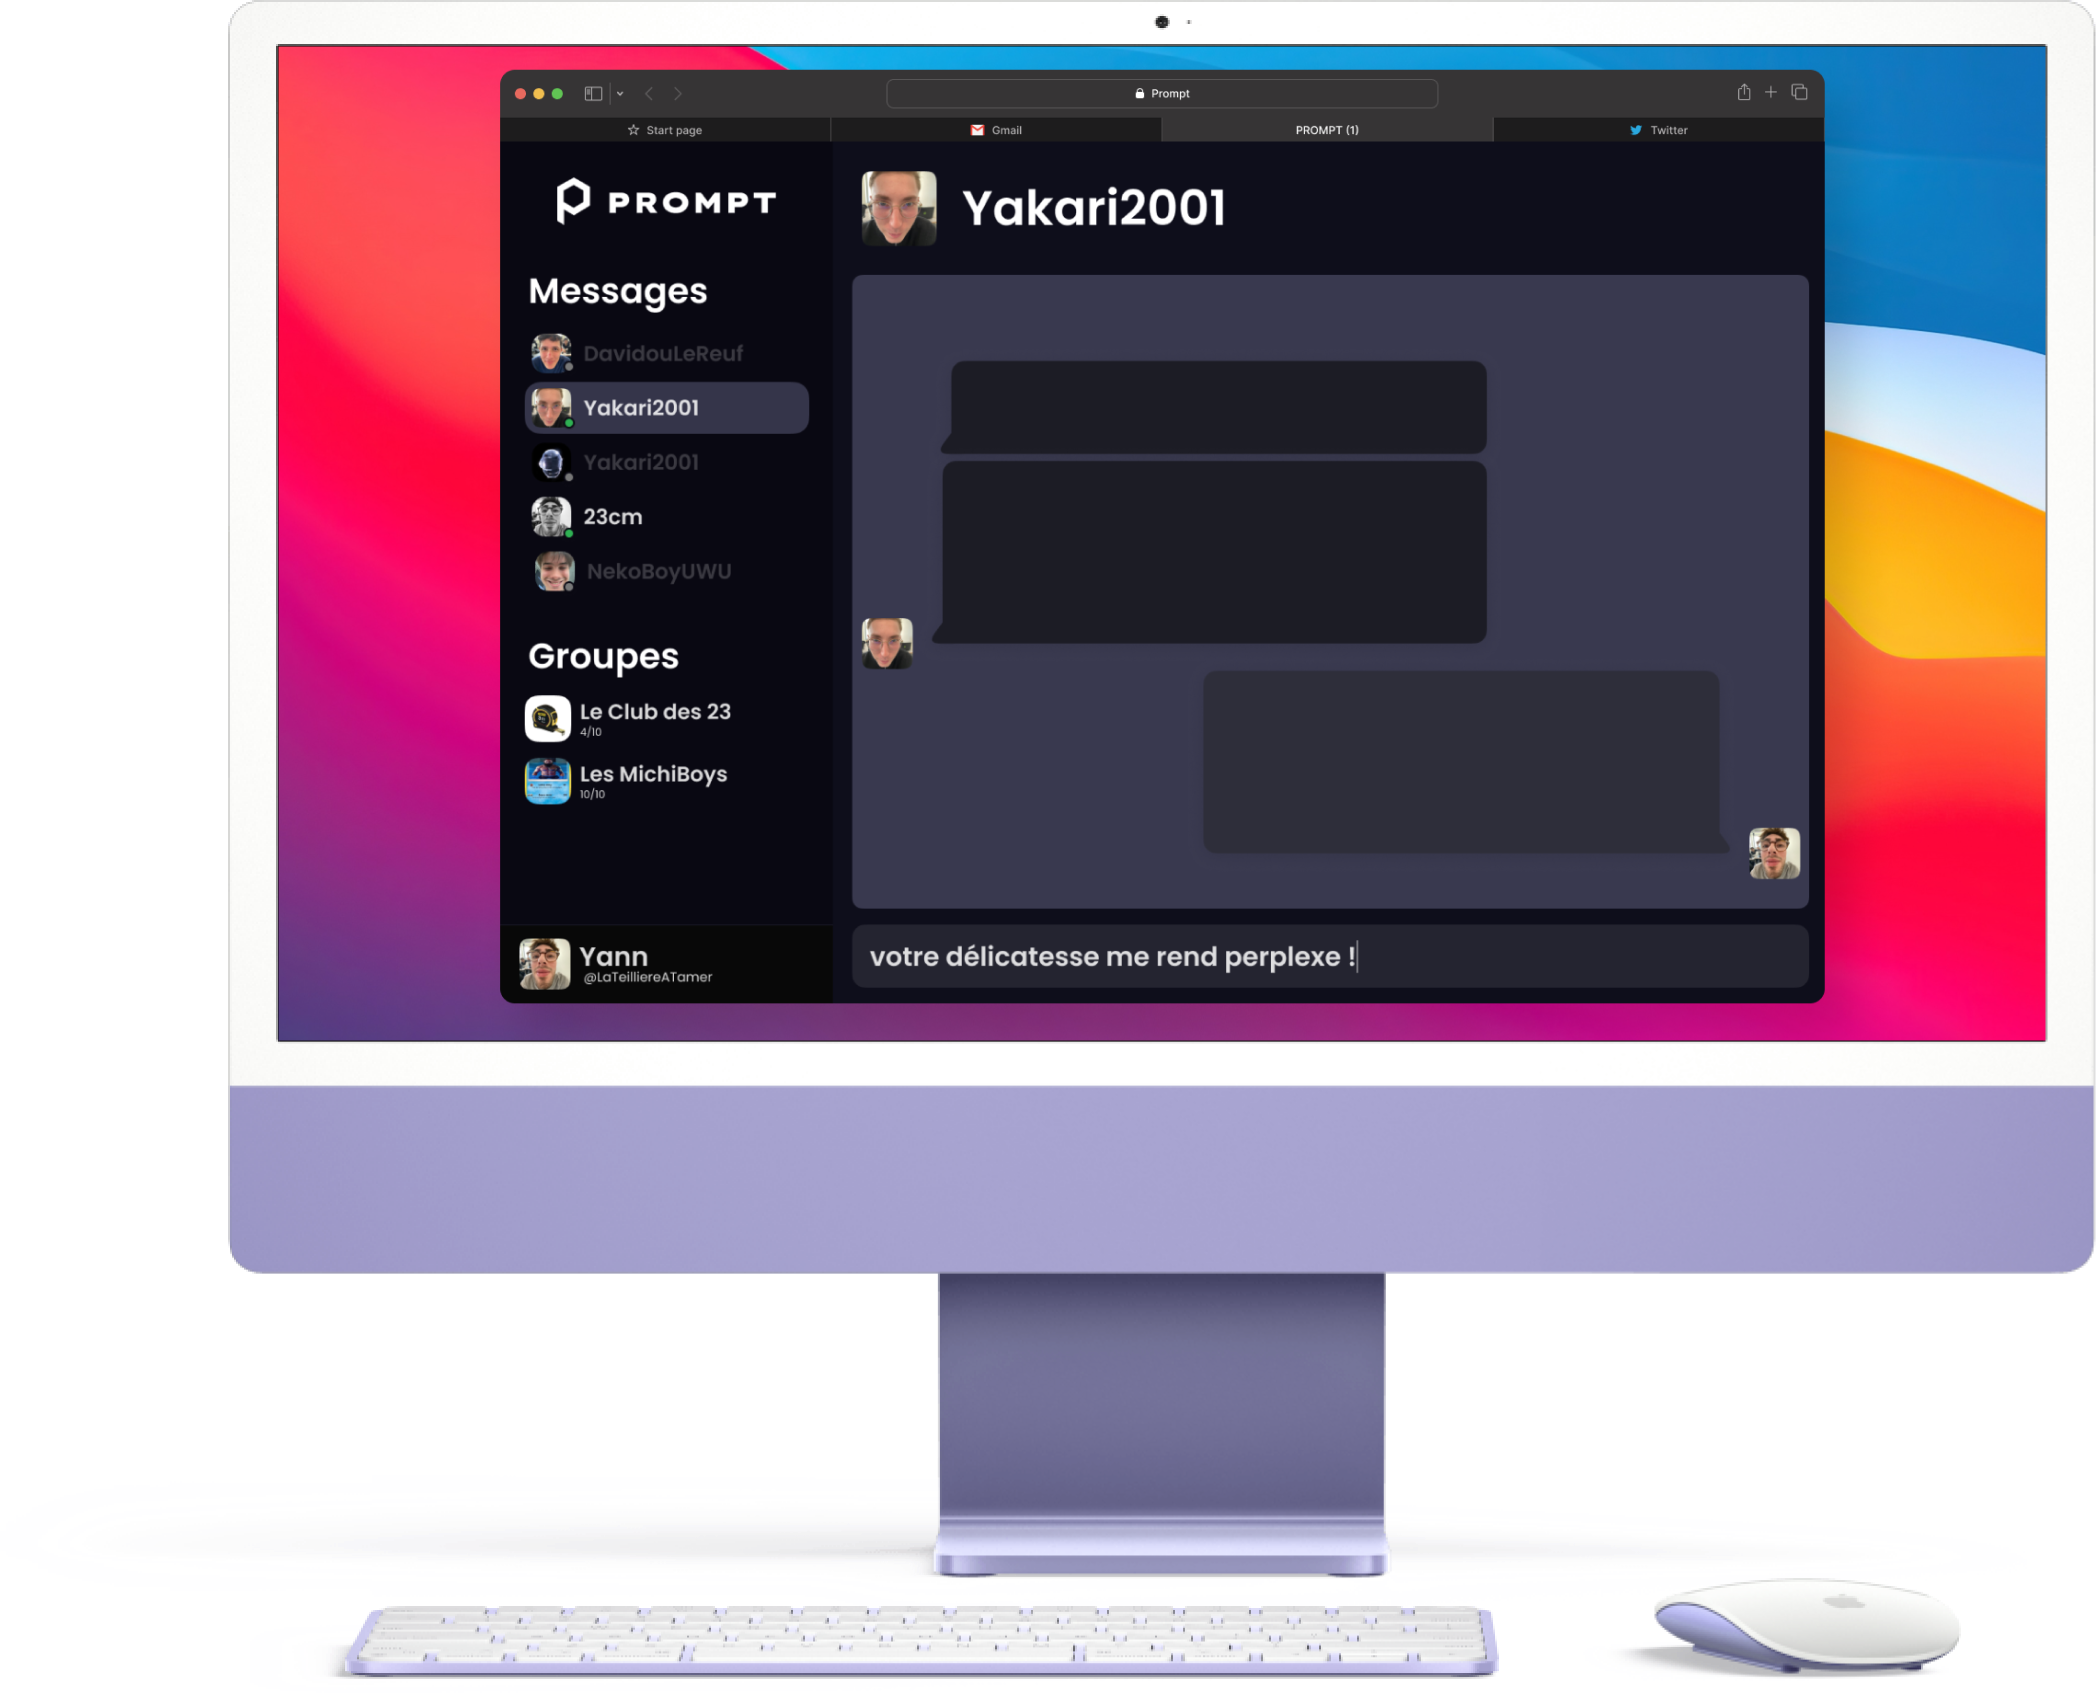 Prompt
Start page
Gmail
PROMPT (1)
Twitter
PROMPT
Messages
DavidouLeReuf
Yakari2001
Yakari2001
23cm
NekoBoyUWU
Groupes
Le Club des 23
4/10
Les MichiBoys
10/10
Yann
@LaTeilliereATamer
Yakari2001
votre délicatesse me rend perplexe !